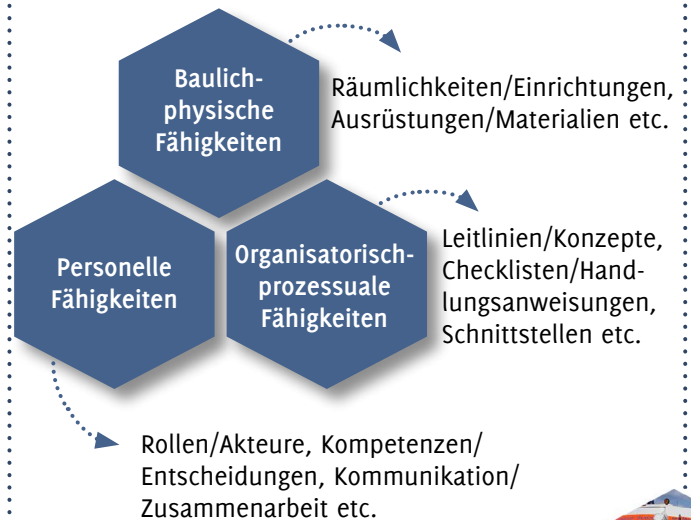 Baulich-
physische
Fähigkeiten
Räumlichkeiten/Einrichtungen,
Ausrüstungen/Materialien etc.
Personelle
Fähigkeiten
Organisatorisch-
prozessuale
Fähigkeiten
Leitlinien/Konzepte,
Checklisten/Hand-
lungsanweisungen,
Schnittstellen etc.
Rollen/Akteure, Kompetenzen/
Entscheidungen, Kommunikation/
Zusammenarbeit etc.